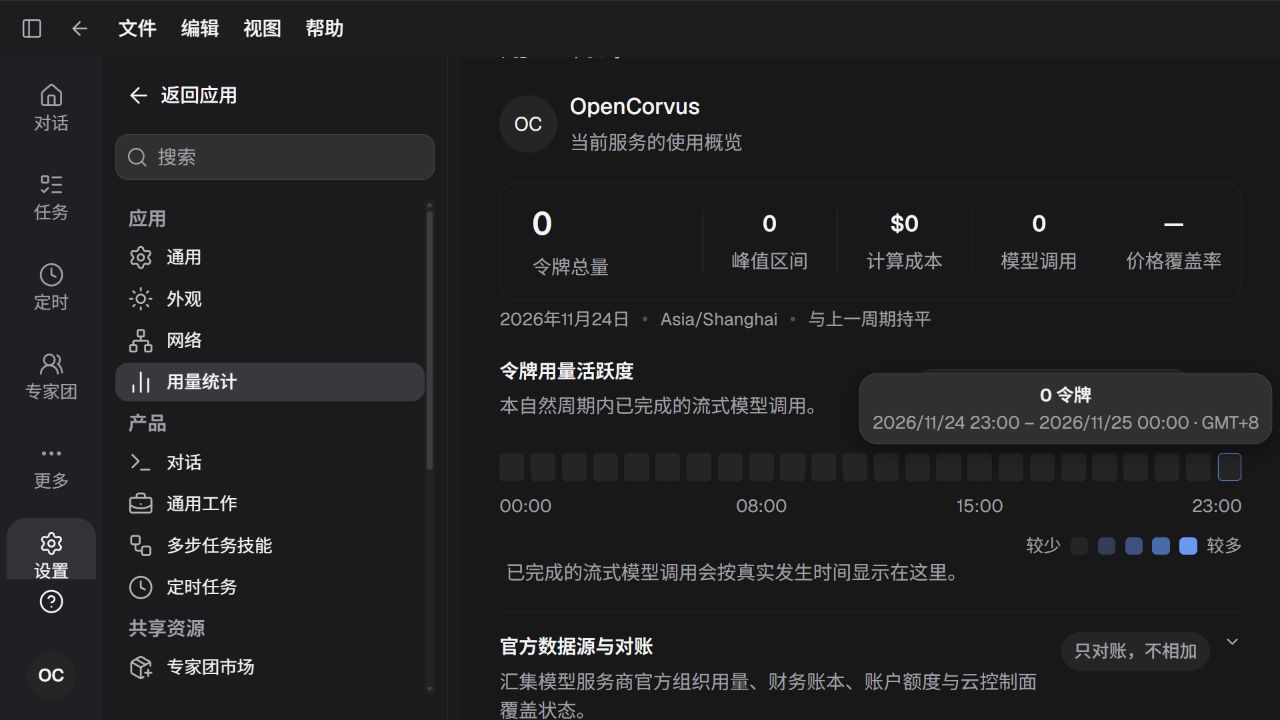 文件 编辑 视图 帮助
对话
任务
定时
专家团
更多
设置
OC
返回应用
搜索
应用
通用
外观
网络
用量统计
产品
对话
通用工作
多步任务技能
定时任务
共享资源
专家团市场
OC
OpenCorvus
当前服务的使用概览
0
令牌总量
0
峰值区间
$0
计算成本
0
模型调用
—
价格覆盖率
2026年11月24日 • Asia/Shanghai • 与上一周期持平
令牌用量活跃度
本自然周期内已完成的流式模型调用。
0 令牌
2026/11/24 23:00 – 2026/11/25 00:00 · GMT+8
00:00 08:00 15:00 23:00
较少 较多
已完成的流式模型调用会按真实发生时间显示在这里。
官方数据源与对账
只对账，不相加
汇集模型服务商官方组织用量、财务账本、账户额度与云控制面
覆盖状态。